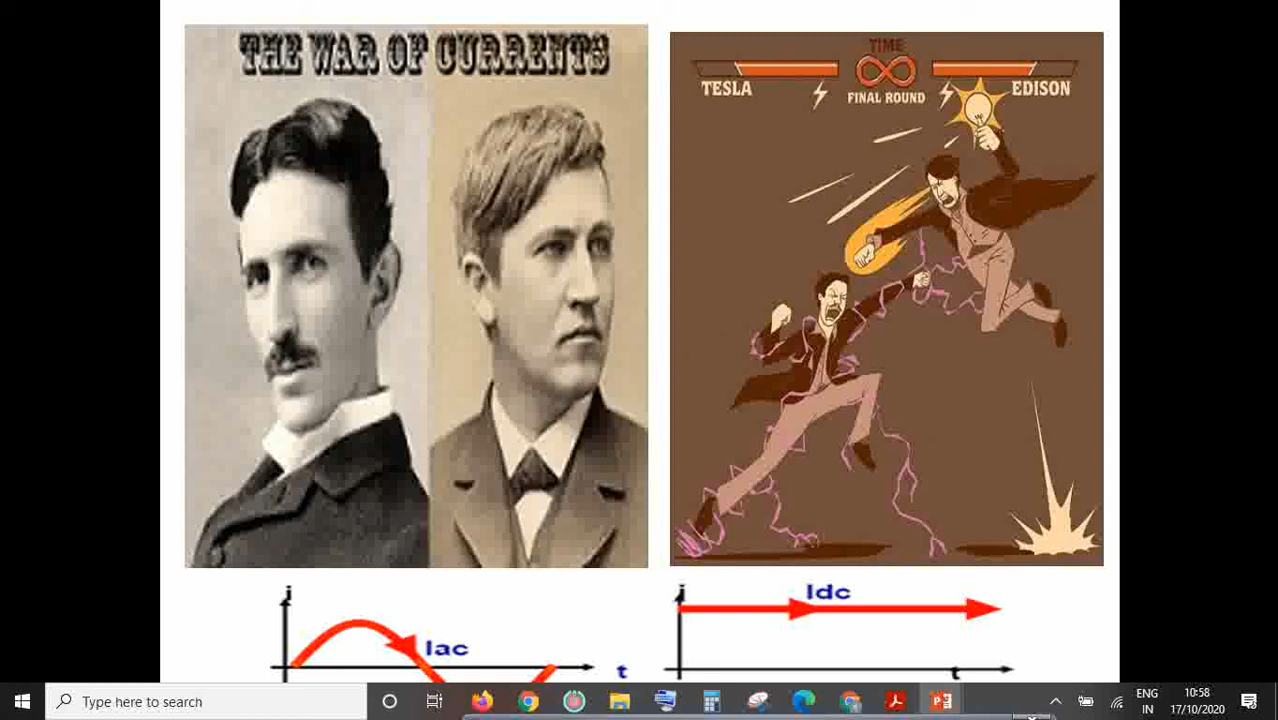 THE WAR OF CURRENTS
TIME
TESLA
EDISON
FINAL ROUND
i
Iac
t
i
Idc
t
Type here to search
ENG
IN
10:58
17/10/2020